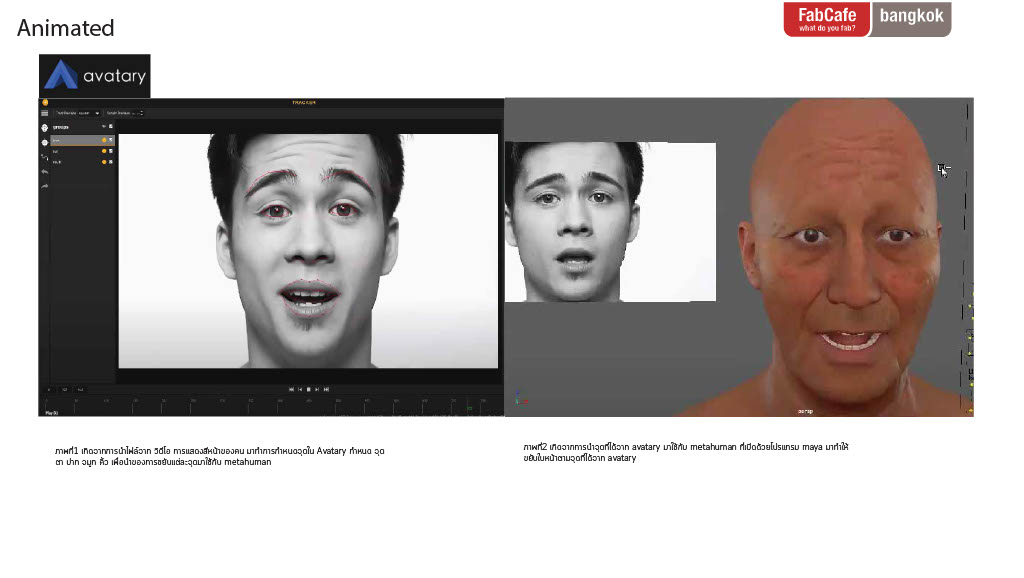 Animated
FabCafe
what do you fab?
bangkok
avatary
TRACKER
groups
persp
Play 01
ภาพที่1 เกิดจากการนำไฟล์จาก วิดีโอ การแสดงสีหน้าของคน มาทำการกำหนดจุดใน Avatary กำหนด จุด
ตา ปาก จมูก คิ้ว เพื่อนำของการขยับแต่ละจุดมาใช้กับ metahuman
ภาพที่2 เกิดจากการนำจุดที่ได้จาก avatary มาใช้กับ metahuman ที่เปิดด้วยโปรแกรม maya มาทำให้
ขยับใบหน้าตามจุดที่ได้จาก avatary